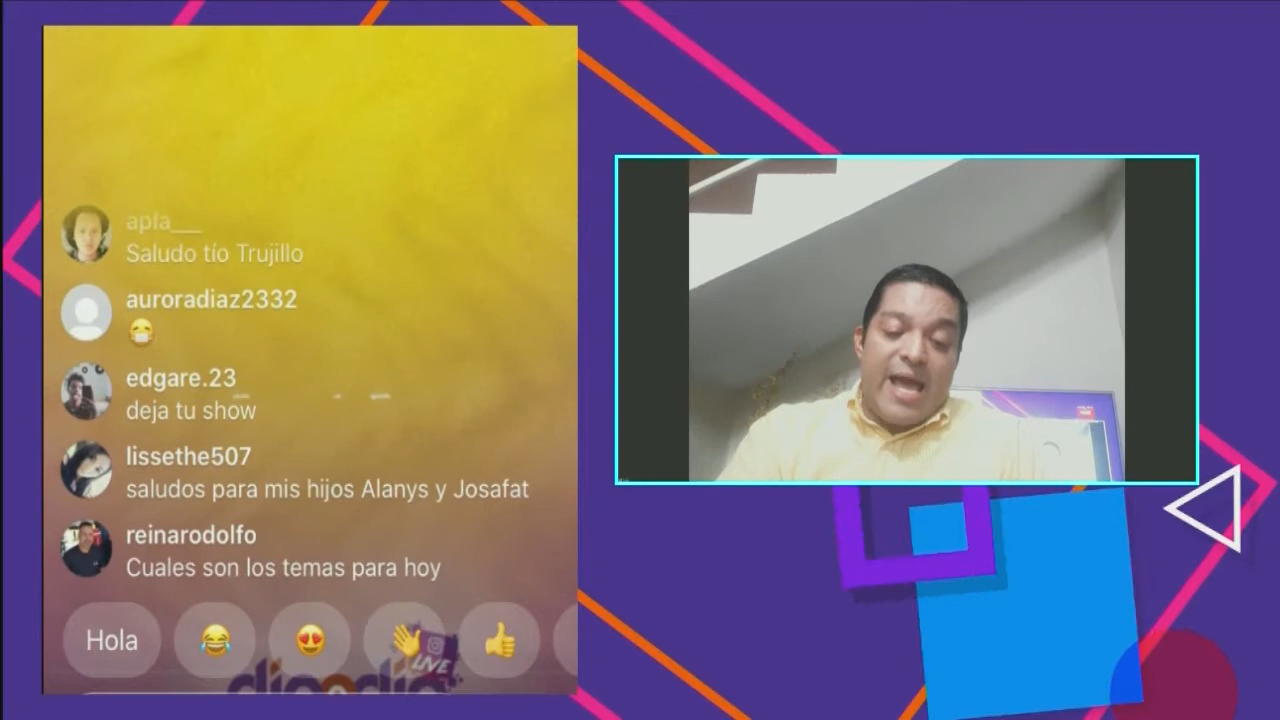 apla___
Saludo tío Trujillo
auroradiaz2332
edgare.23
deja tu show
lissethe507
saludos para mis hijos Alanys y Josafat
reinarodolfo
Cuales son los temas para hoy
Hola
LIVE